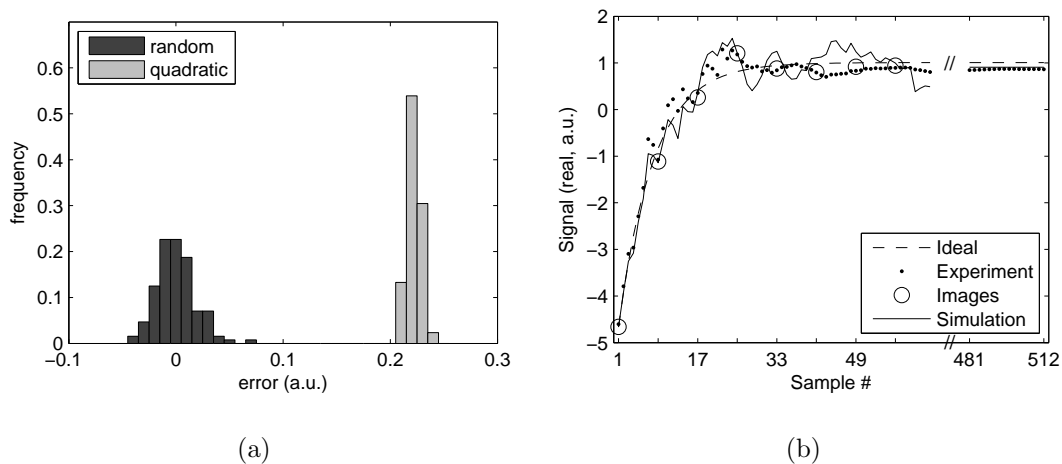 random
quadratic
0.6
0.5
0.4
0.3
0.2
0.1
0
frequency
−0.1 0 0.1 0.2 0.3
error (a.u.)
(a)
2
1
0
−1
−2
−3
−4
−5
Signal (real, a.u.)
//
Ideal
Experiment
Images
Simulation
//
1 17 33 49 481 512
Sample #
(b)